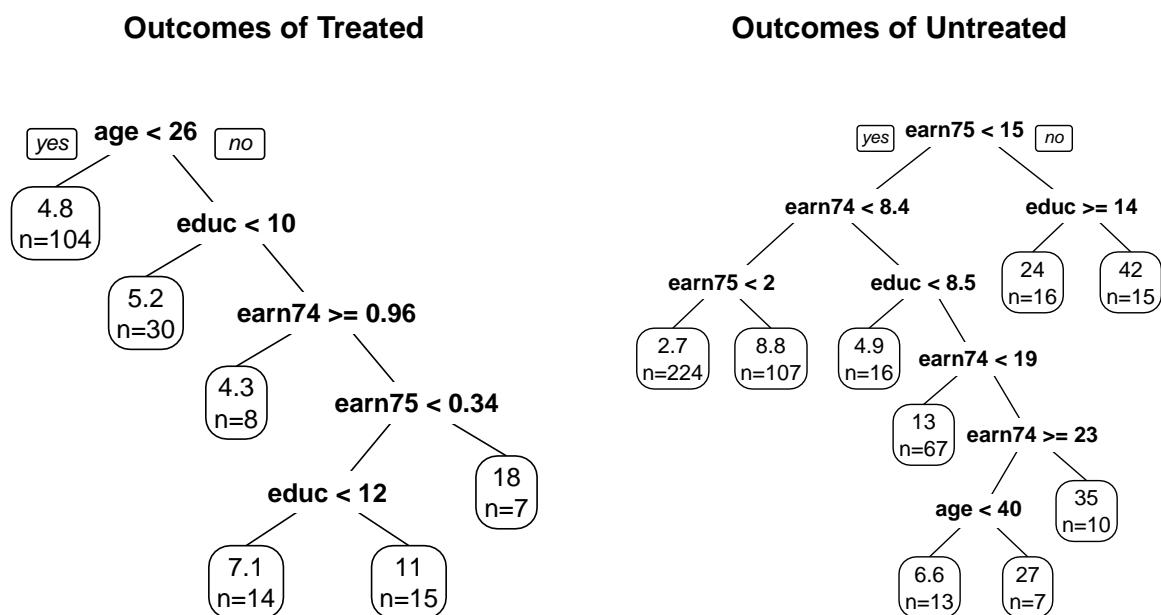 Outcomes of Treated
yes
age < 26
no
4.8
n=104
educ < 10
5.2
n=30
earn74 >= 0.96
4.3
n=8
earn75 < 0.34
educ < 12
18
n=7
7.1
n=14
11
n=15
Outcomes of Untreated
yes
earn75 < 15
no
earn74 < 8.4
educ >= 14
earn75 < 2
educ < 8.5
24
n=16
42
n=15
2.7
n=224
8.8
n=107
4.9
n=16
earn74 < 19
13
n=67
earn74 >= 23
age < 40
35
n=10
6.6
n=13
27
n=7